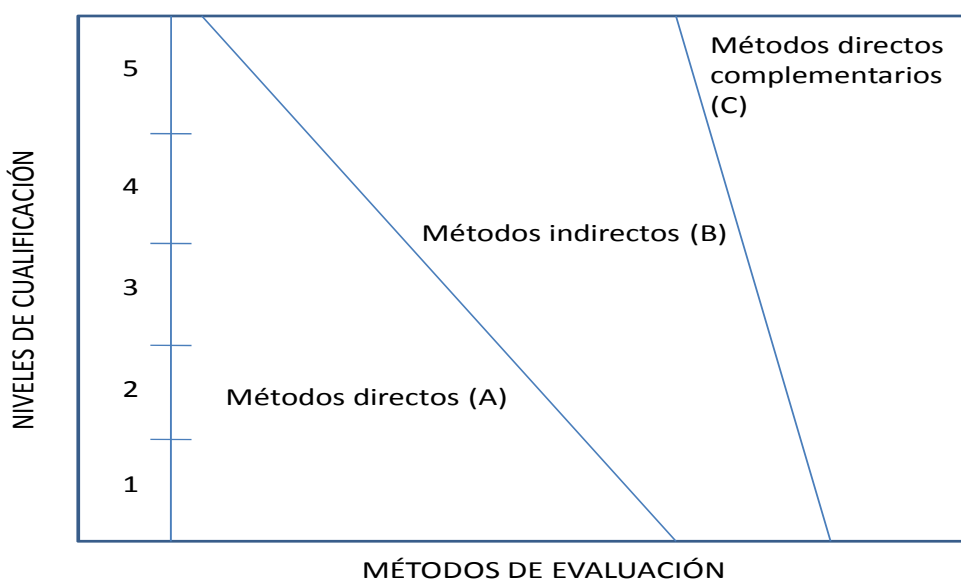 NIVELES DE CUALIFICACIÓN
5
4
3
2
1
Métodos directos
complementarios
(C)
Métodos indirectos (B)
Métodos directos (A)
MÉTODOS DE EVALUACIÓN